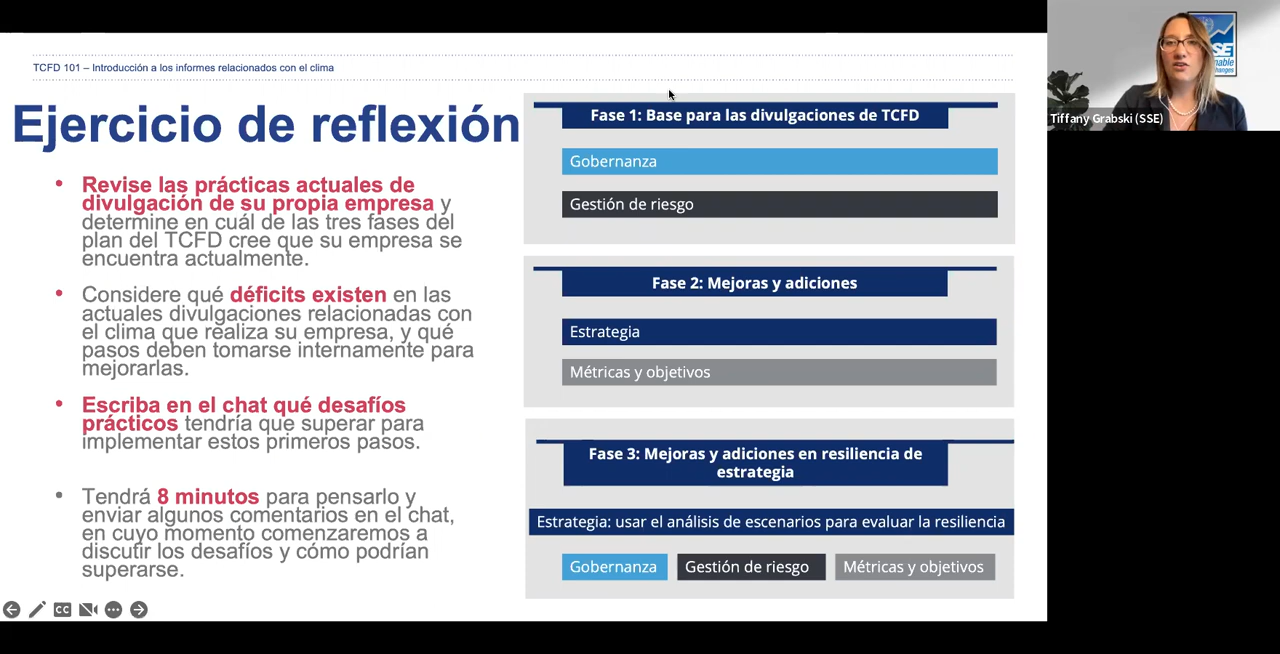 TCFD 101 – Introducción a los informes relacionados con el clima
Ejercicio de reflexión
• Revise las prácticas actuales de
divulgación de su propia empresa y
determine en cuál de las tres fases del
plan del TCFD cree que su empresa se
encuentra actualmente.
• Considere qué déficits existen en las
actuales divulgaciones relacionadas con
el clima que realiza su empresa, y qué
pasos deben tomarse internamente para
mejorarlas.
• Escriba en el chat qué desafíos
prácticos tendría que superar para
implementar estos primeros pasos.
• Tendrá 8 minutos para pensarlo y
enviar algunos comentarios en el chat,
en cuyo momento comenzaremos a
discutir los desafíos y cómo podrían
superarse.
Fase 1: Base para las divulgaciones de TCFD
Gobernanza
Gestión de riesgo
Fase 2: Mejoras y adiciones
Estrategia
Métricas y objetivos
Fase 3: Mejoras y adiciones en resiliencia de
estrategia
Estrategia: usar el análisis de escenarios para evaluar la resiliencia
Gobernanza
Gestión de riesgo
Métricas y objetivos
CC
Tiffany Grabski (SSE)